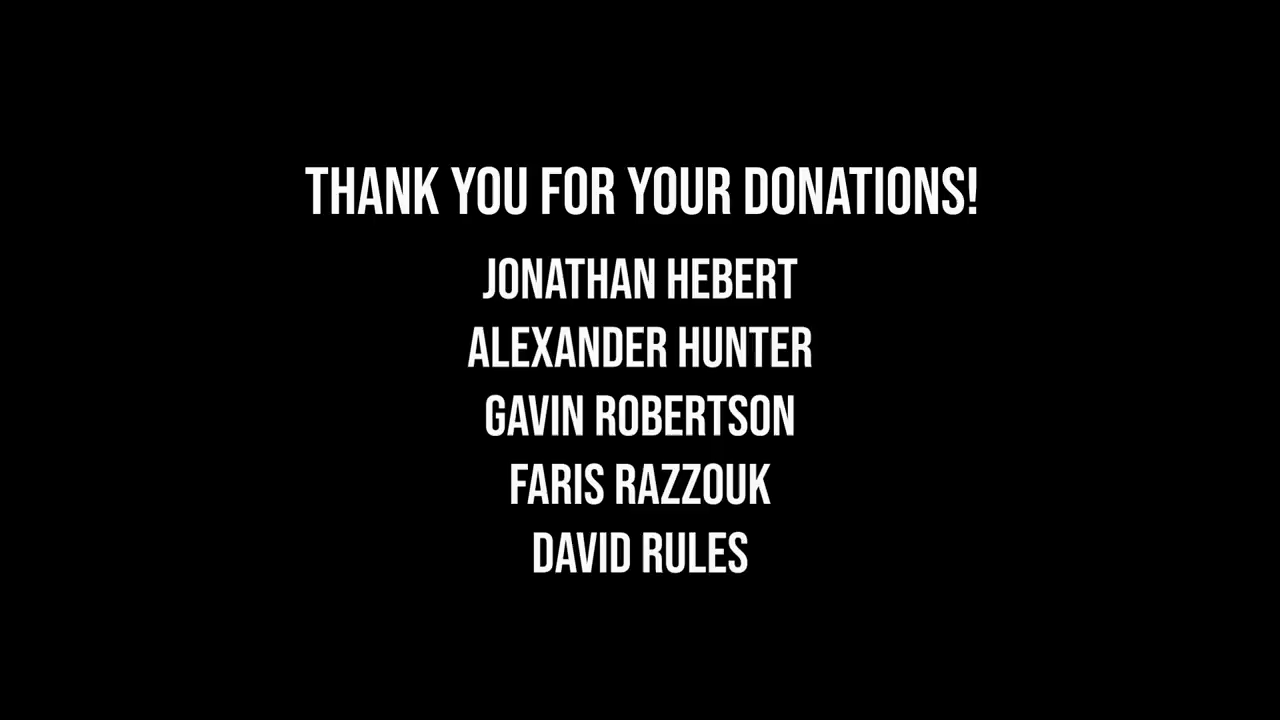 THANK YOU FOR YOUR DONATIONS!
JONATHAN HEBERT
ALEXANDER HUNTER
GAVIN ROBERTSON
FARIS RAZZOUK
DAVID RULES